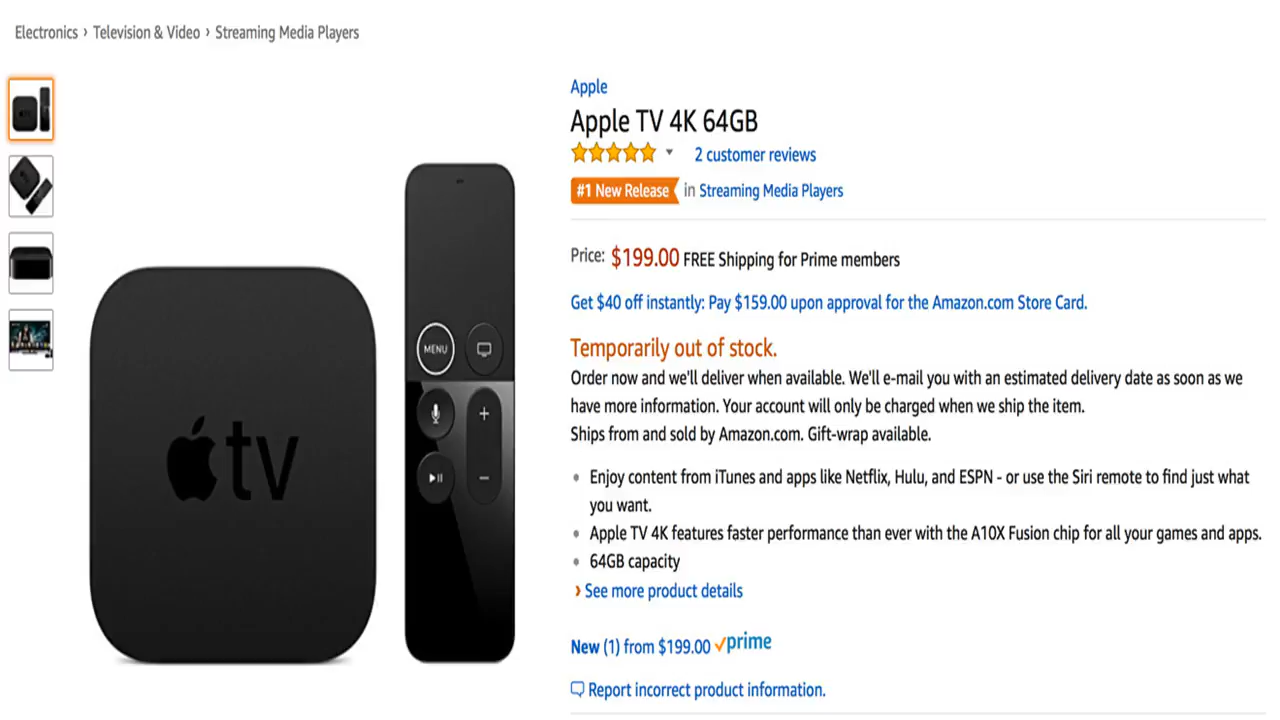 Electronics › Television & Video › Streaming Media Players
Apple
Apple TV 4K 64GB
2 customer reviews
#1 New Release in Streaming Media Players
Price: $199.00 FREE Shipping for Prime members
Get $40 off instantly: Pay $159.00 upon approval for the Amazon.com Store Card.
Temporarily out of stock.
Order now and we'll deliver when available. We'll e-mail you with an estimated delivery date as soon as we
have more information. Your account will only be charged when we ship the item.
Ships from and sold by Amazon.com. Gift-wrap available.
• Enjoy content from iTunes and apps like Netflix, Hulu, and ESPN - or use the Siri remote to find just what
you want.
• Apple TV 4K features faster performance than ever with the A10X Fusion chip for all your games and apps.
• 64GB capacity
› See more product details
New (1) from $199.00 ✓prime
Report incorrect product information.
MENU
+
−
tv